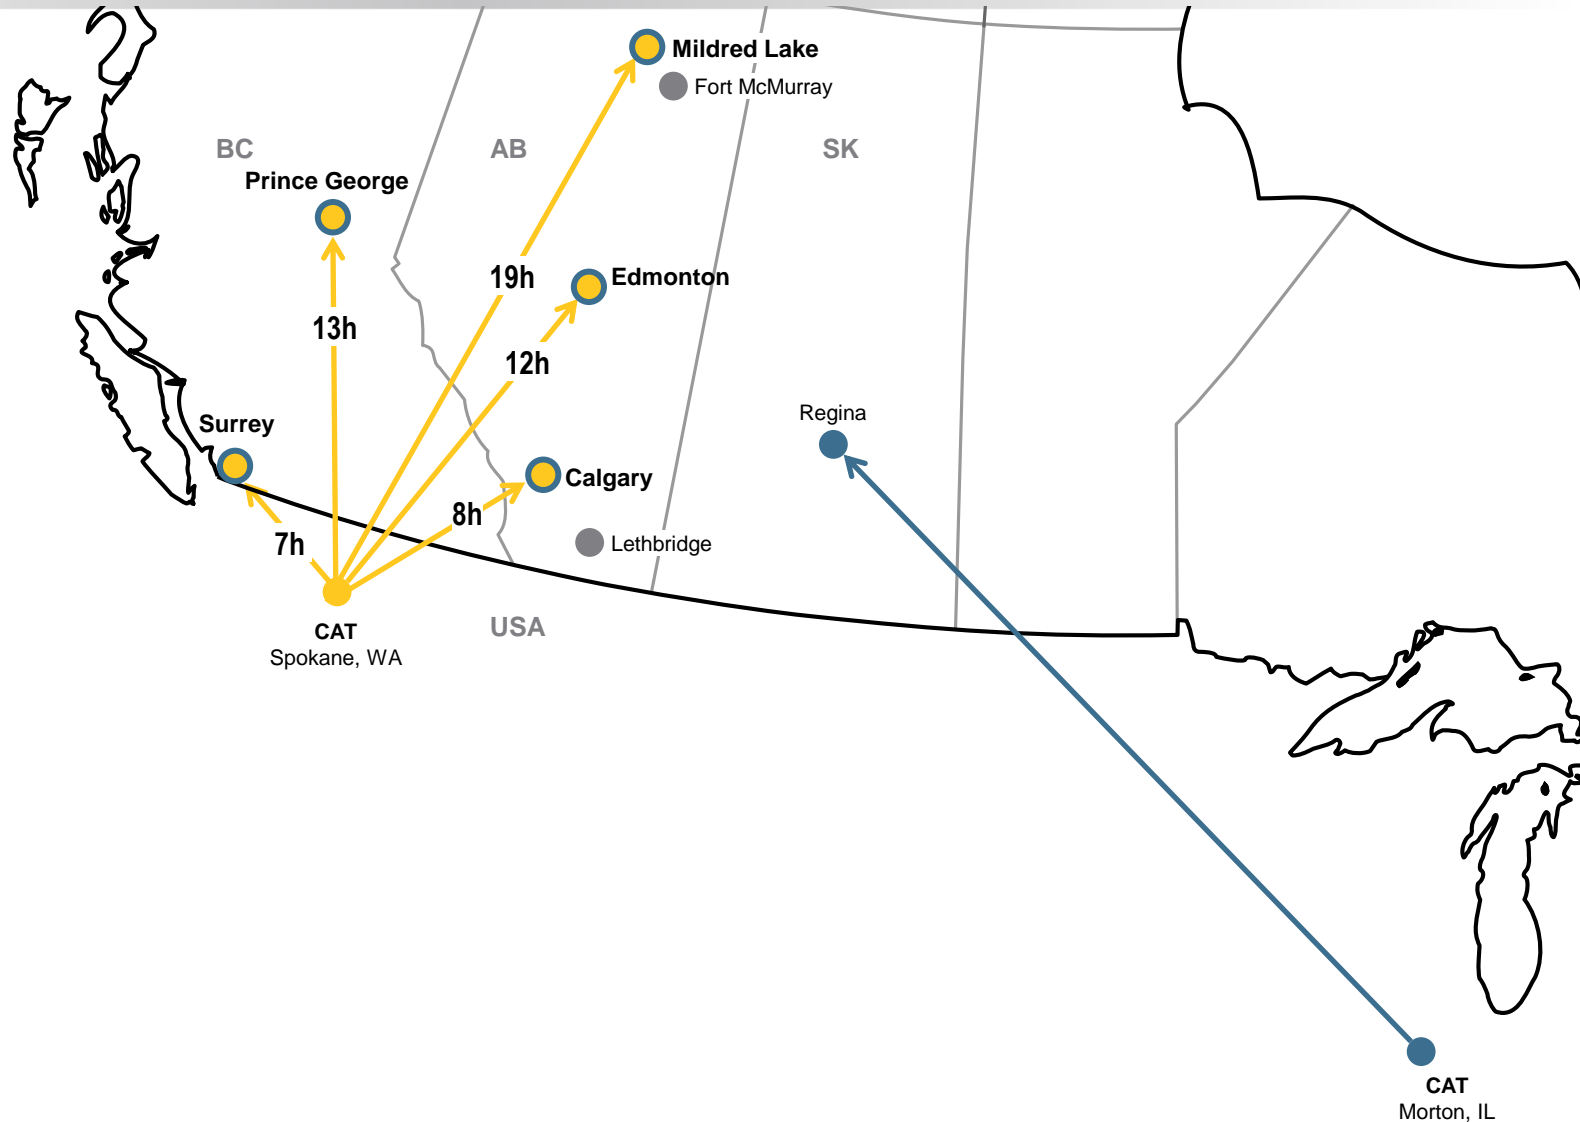 Mildred Lake
Fort McMurray
BC
AB
SK
Prince George
19h
Edmonton
13h
12h
Regina
Surrey
Calgary
8h
7h
Lethbridge
CAT
Spokane, WA
USA
CAT
Morton, IL